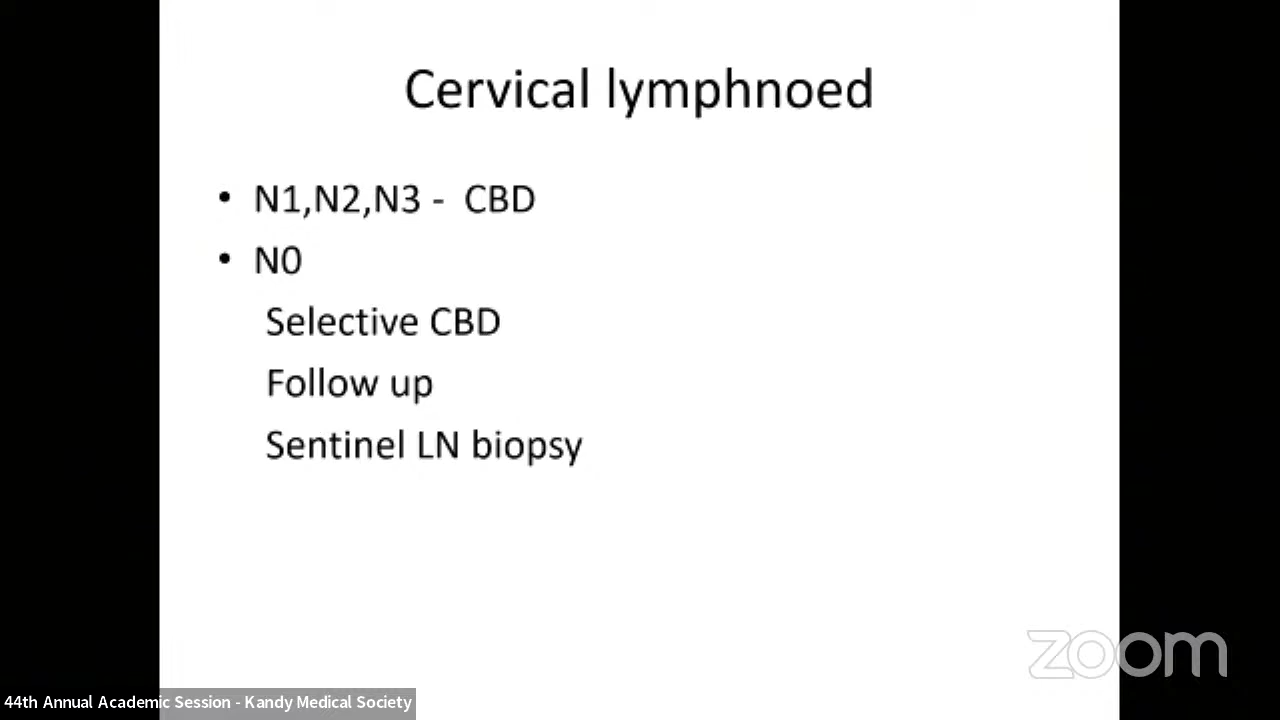 Cervical lymphnoed
• N1,N2,N3 - CBD
• N0
Selective CBD
Follow up
Sentinel LN biopsy
zoom
44th Annual Academic Session - Kandy Medical Society